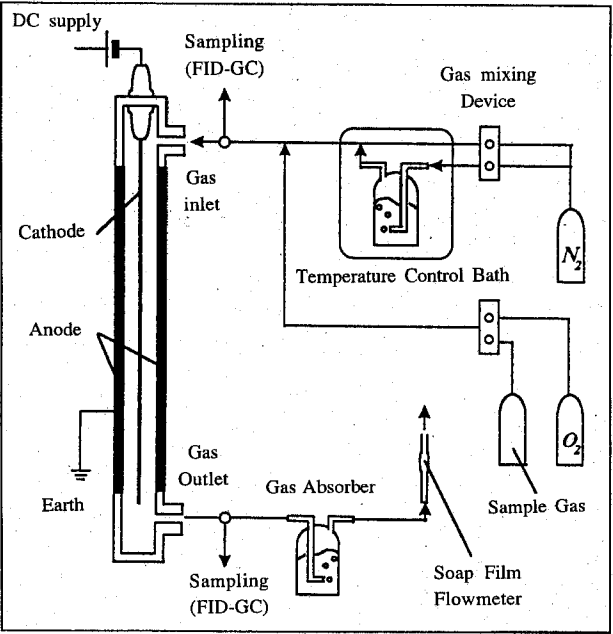 DC supply
Sampling
(FID-GC)
Gas mixing
Device
Gas
inlet
Cathode
N2
Temperature Control Bath
Anode
Gas
Outlet
Gas Absorber
O2
Earth
Sample Gas
Sampling
(FID-GC)
Soap Film
Flowmeter